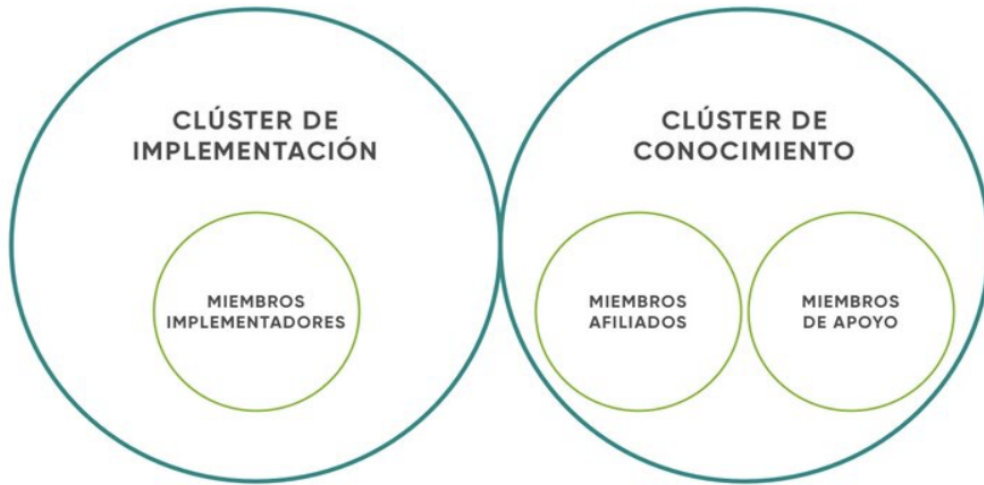 CLÚSTER DE
IMPLEMENTACIÓN
MIEMBROS
IMPLEMENTADORES
CLÚSTER DE
CONOCIMIENTO
MIEMBROS
AFILIADOS
MIEMBROS
DE APOYO